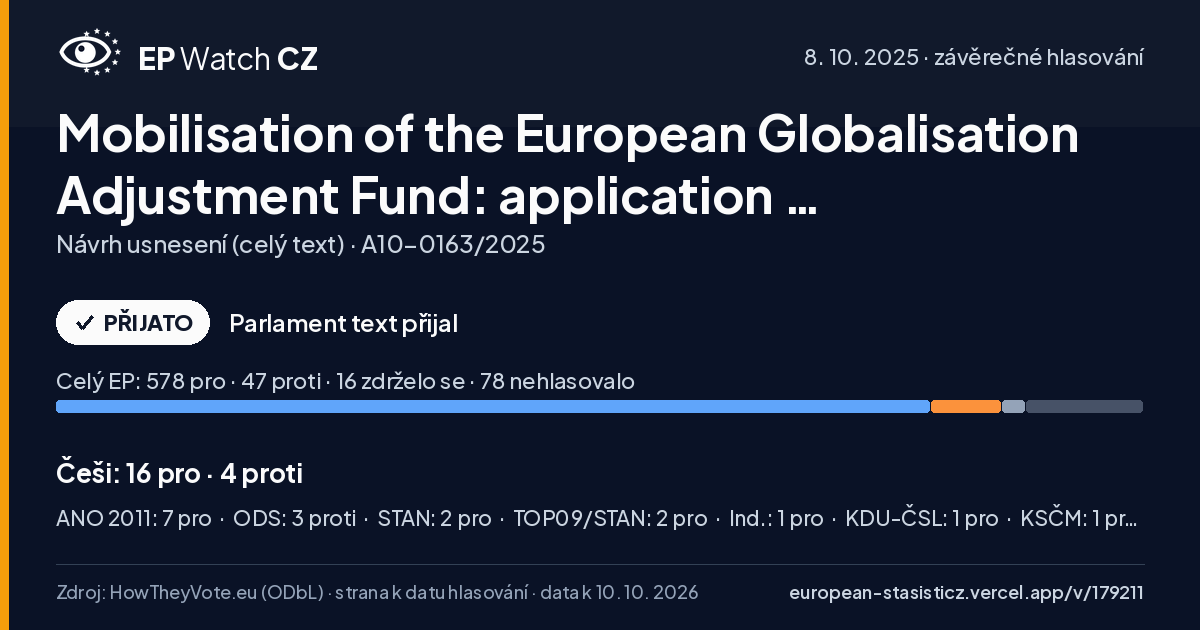 EP Watch CZ
8. 10. 2025 · závěrečné hlasování
Mobilisation of the European Globalisation
Adjustment Fund: application …
Návrh usnesení (celý text) · A10-0163/2025
✓ PŘIJATO
Parlament text přijal
Celý EP: 578 pro · 47 proti · 16 zdrželo se · 78 nehlasovalo
Češi: 16 pro · 4 proti
ANO 2011: 7 pro · ODS: 3 proti · STAN: 2 pro · TOP09/STAN: 2 pro · Ind.: 1 pro · KDU-ČSL: 1 pro · KSČM: 1 pr…
Zdroj: HowTheyVote.eu (ODbL) · strana k datu hlasování · data k 10. 10. 2026
european-stasisticz.vercel.app/v/179211